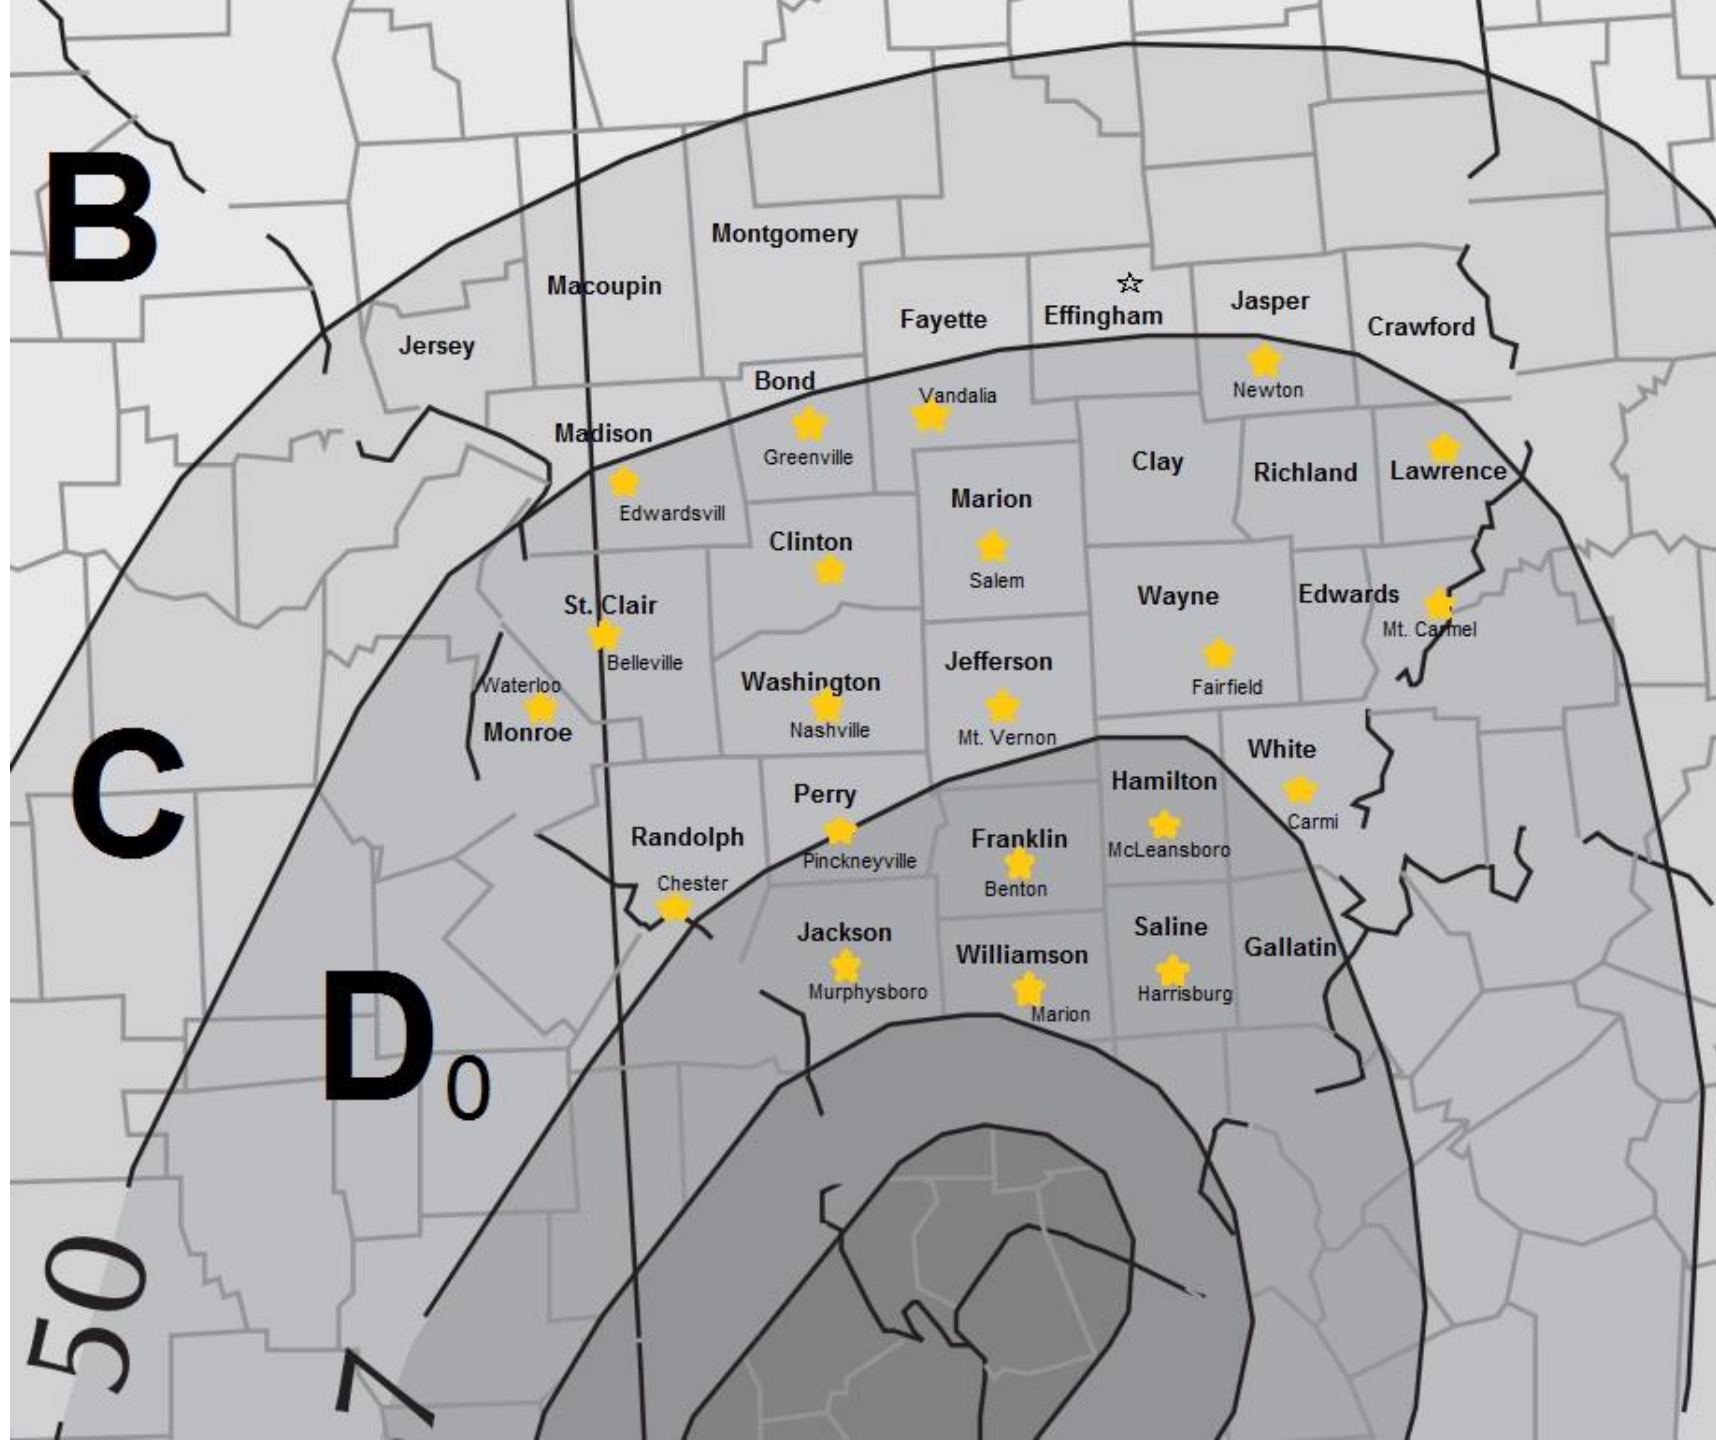 B
Montgomery
Macoupin
Effingham
Jasper
Fayette
Crawford
Jersey
Bond
Newton
Vandalia
Madison
Greenville
Clay
Richland
Lawrence
Marion
Edwardsvill
Clinton
Salem
St. Clair
Wayne
Edwards
Mt. Carmel
Belleville
Jefferson
Waterloo
Washington
Fairfield
Monroe
Nashville
Mt. Vernon
White
C
Perry
Hamilton
Carmi
Randolph
Franklin
McLeansboro
Pinckneyville
Chester
Benton
Jackson
Williamson
Saline
Gallatin
Murphysboro
Marion
Harrisburg
D0
50
7